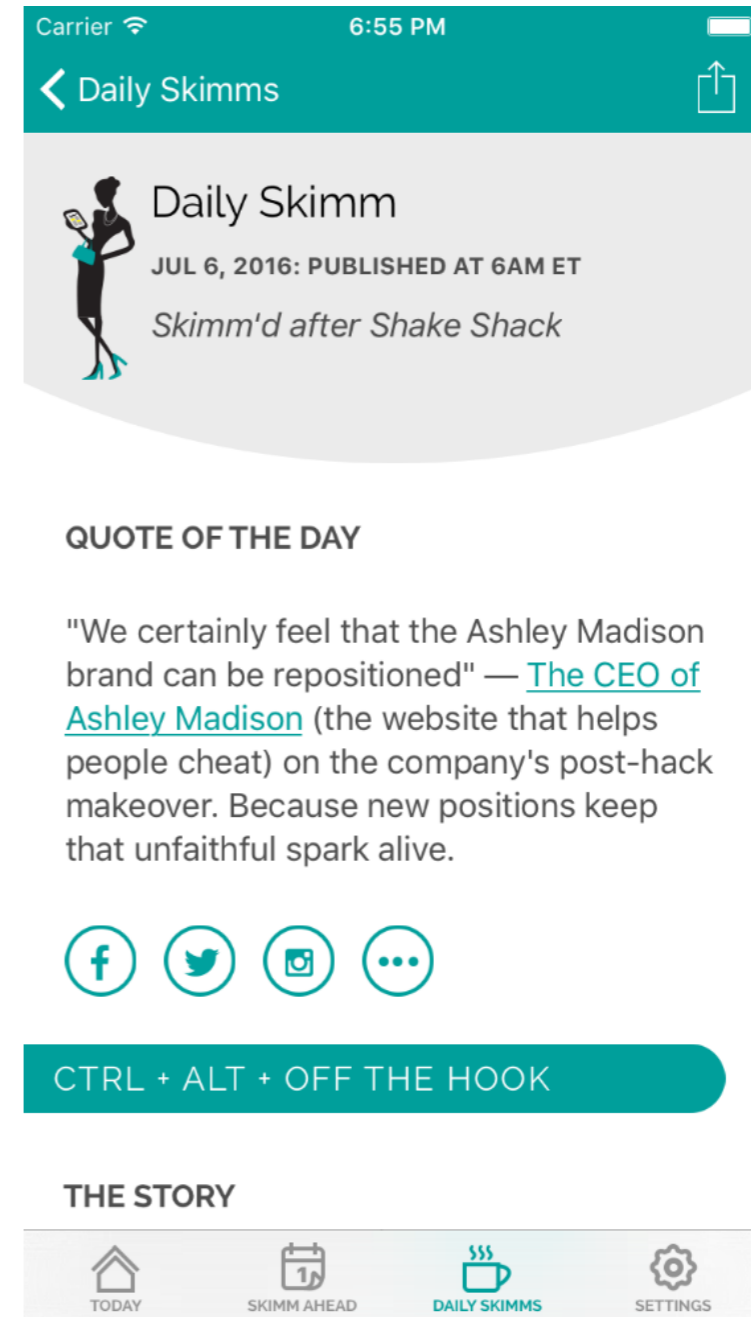 Carrier
6:55 PM
Daily Skimms
Daily Skimm
JUL 6, 2016: PUBLISHED AT 6AM ET
Skimm'd after Shake Shack
QUOTE OF THE DAY
"We certainly feel that the Ashley Madison
brand can be repositioned" — The CEO of
Ashley Madison (the website that helps
people cheat) on the company's post-hack
makeover. Because new positions keep
that unfaithful spark alive.
CTRL + ALT + OFF THE HOOK
THE STORY
1
TODAY
SKIMM AHEAD
DAILY SKIMMS
SETTINGS